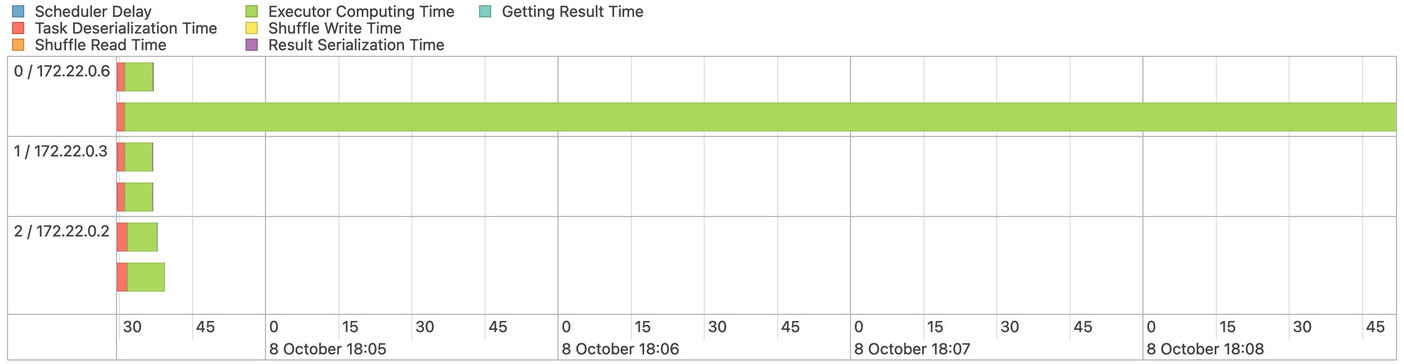 Scheduler Delay
Executor Computing Time
Getting Result Time
Task Deserialization Time
Shuffle Write Time
Shuffle Read Time
Result Serialization Time
0 / 172.22.0.6
1 / 172.22.0.3
2 / 172.22.0.2
30 45 0 15 30 45 0 15 30 45 0 15 30 45 0 15 30 45
8 October 18:05 8 October 18:06 8 October 18:07 8 October 18:08